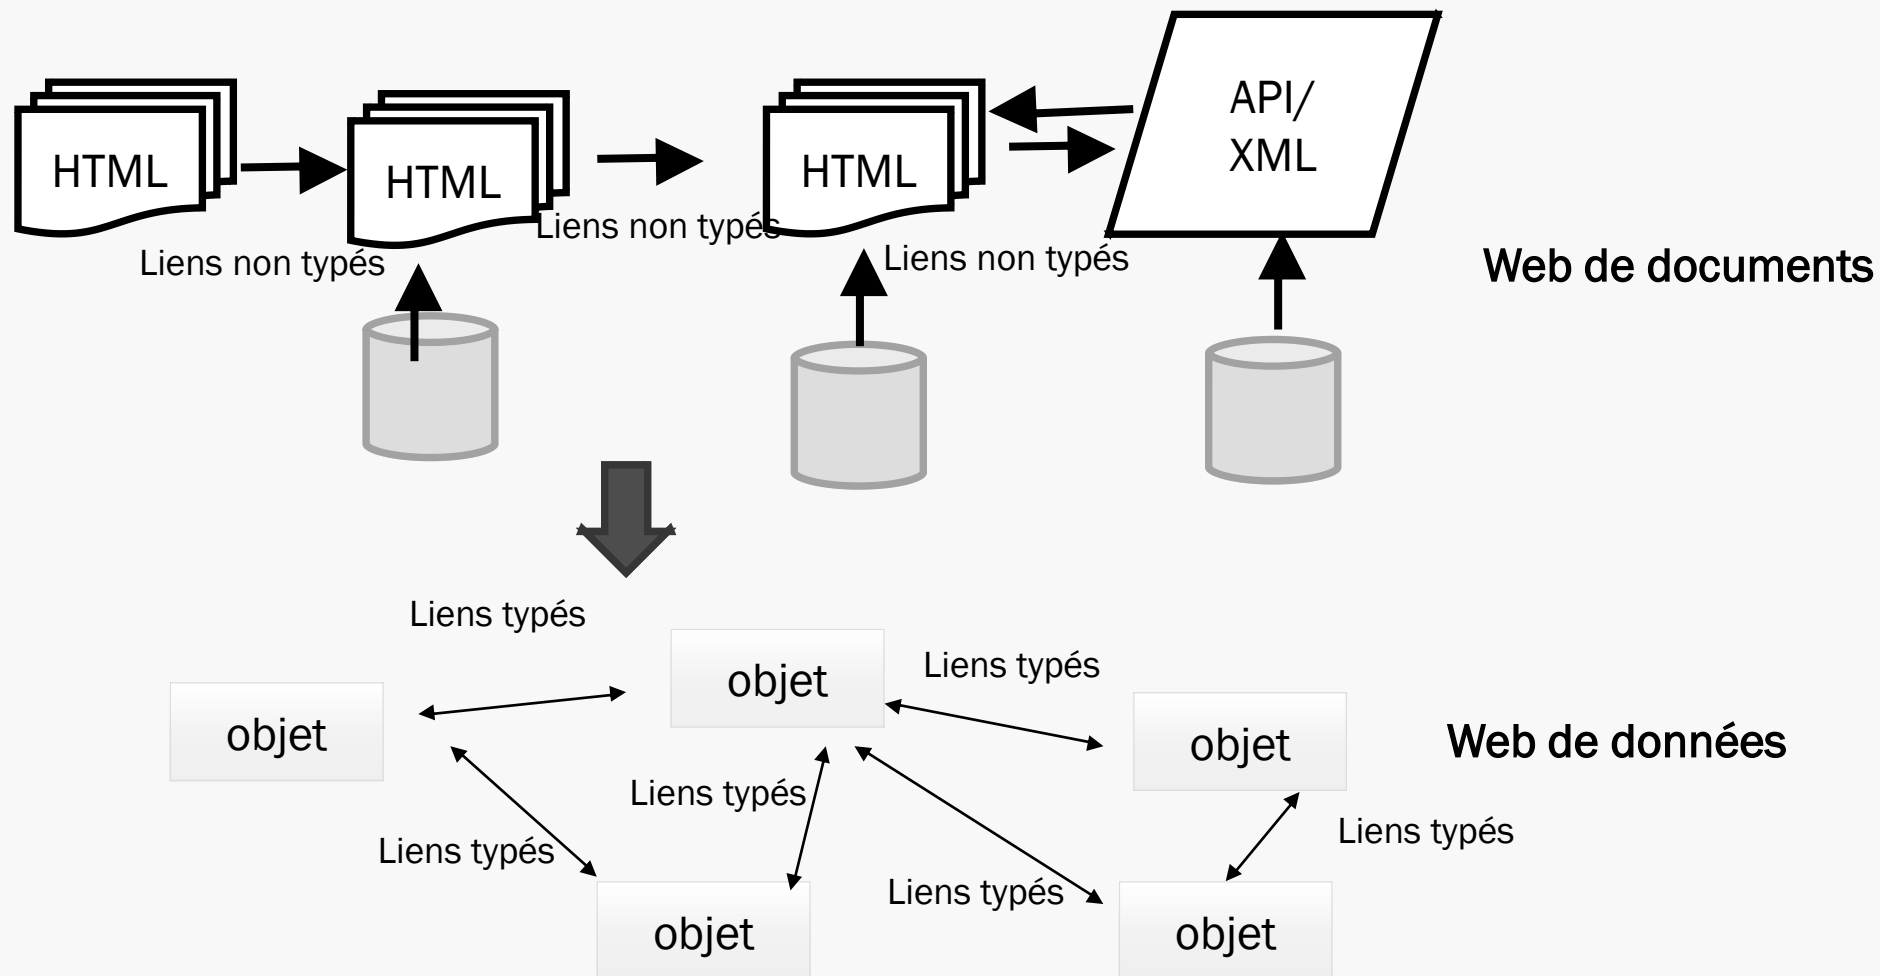 API/
XML
HTML
HTML
HTML
Liens non typés
Liens non typés
Liens non typés
Web de documents
Liens typés
objet
Liens typés
objet
objet
Web de données
Liens typés
Liens typés
Liens typés
Liens typés
objet
objet